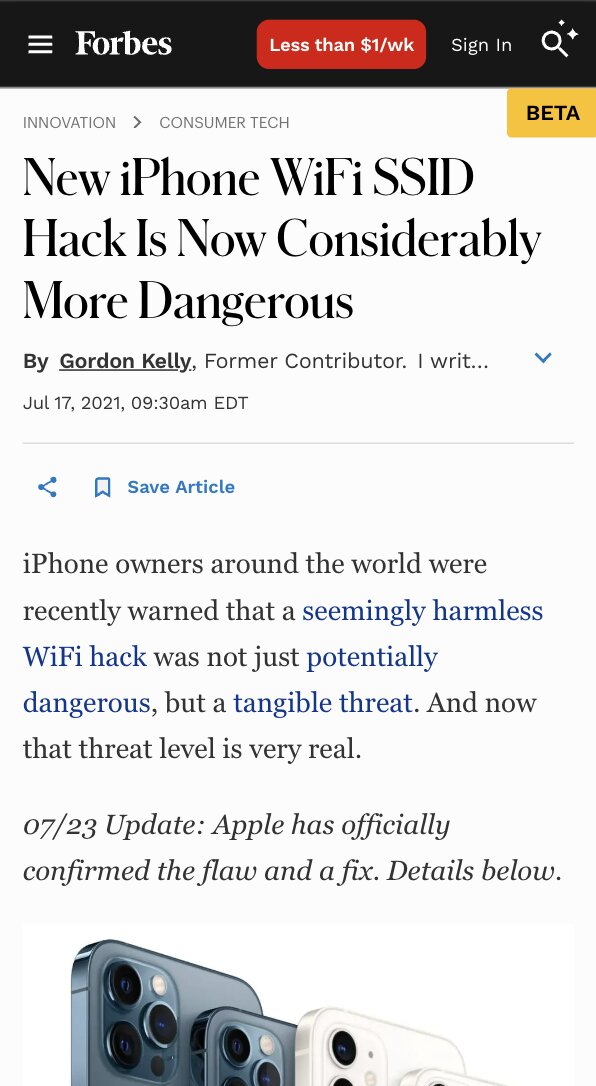 Forbes
Less than $1/wk
Sign In
BETA
INNOVATION > CONSUMER TECH
New iPhone WiFi SSID
Hack Is Now Considerably
More Dangerous
By Gordon Kelly, Former Contributor. I writ...
Jul 17, 2021, 09:30am EDT
Save Article
iPhone owners around the world were
recently warned that a seemingly harmless
WiFi hack was not just potentially
dangerous, but a tangible threat. And now
that threat level is very real.
07/23 Update: Apple has officially
confirmed the flaw and a fix. Details below.